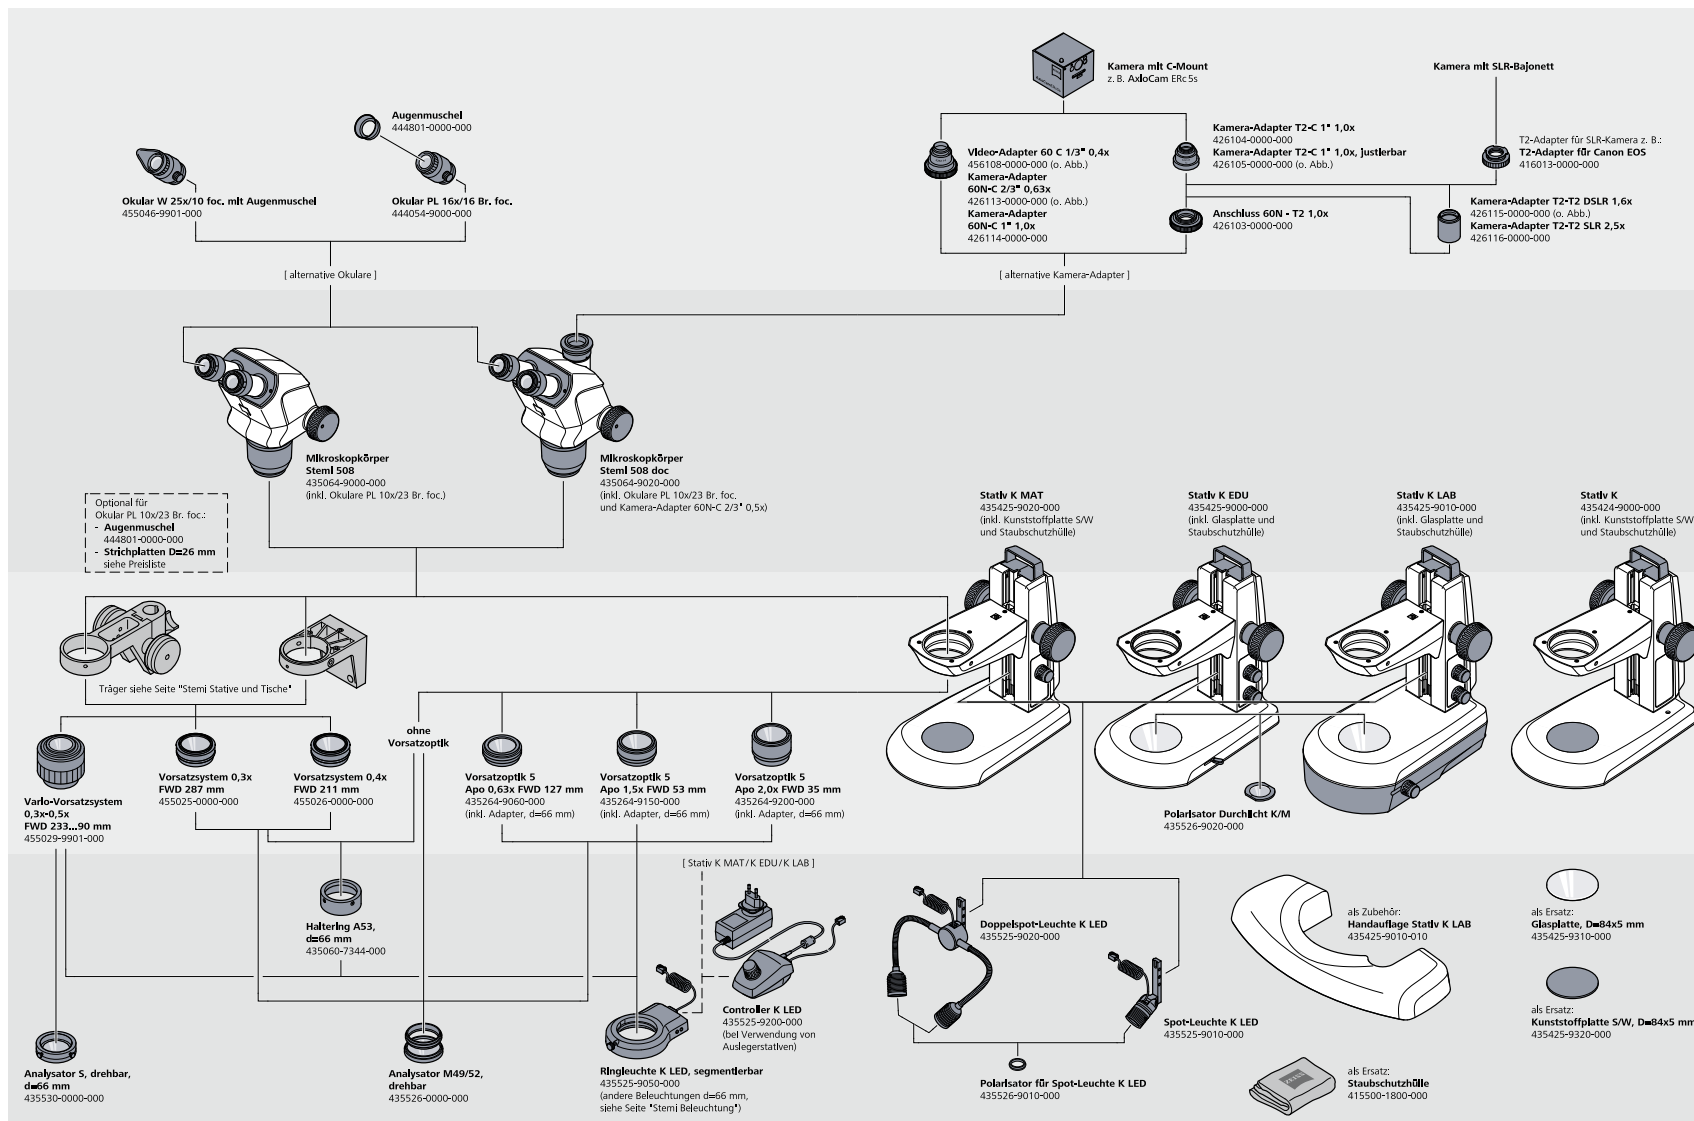 Kamera mit C-Mount
z. B. AxioCam ERc 5s
Kamera mit SLR-Bajonett
Augenmuschel
444801-0000-000
Okular W 25x/10 foc. mit Augenmuschel
455046-9901-000
Okular PL 16x/16 Br. foc.
444054-9000-000
Video-Adapter 60 C 1/3" 0,4x
456108-0000-000 (o. Abb.)
Kamera-Adapter
60N-C 2/3" 0,63x
426113-0000-000 (o. Abb.)
Kamera-Adapter
60N-C 1" 1,0x
426114-0000-000
Kamera-Adapter T2-C 1" 1,0x
426104-0000-000
Kamera-Adapter T2-C 1" 1,0x, justierbar
426105-0000-000 (o. Abb.)
Anschluss 60N - T2 1,0x
426103-0000-000
T2-Adapter für SLR-Kamera z. B.:
T2-Adapter für Canon EOS
416013-0000-000
Kamera-Adapter T2-T2 DSLR 1,6x
426115-0000-000 (o. Abb.)
Kamera-Adapter T2-T2 SLR 2,5x
426116-0000-000
[ alternative Okulare ]
[ alternative Kamera-Adapter ]
Mikroskopkörper
Stemi 508
435064-9000-000
(inkl. Okulare PL 10x/23 Br. foc.)
Mikroskopkörper
Stemi 508 doc
435064-9020-000
(inkl. Okulare PL 10x/23 Br. foc.
und Kamera-Adapter 60N-C 2/3" 0,5x)
Optional für
Okular PL 10x/23 Br. foc.:
- Augenmuschel
444801-0000-000
- Strichplatten D=26 mm
siehe Preisliste
Stativ K MAT
435425-9020-000
(inkl. Kunststoffplatte S/W
und Staubschutzhülle)
Stativ K EDU
435425-9000-000
(inkl. Glasplatte und
Staubschutzhülle)
Stativ K LAB
435425-9010-000
(inkl. Glasplatte und
Staubschutzhülle)
Stativ K
435424-9000-000
(inkl. Kunststoffplatte S/W
und Staubschutzhülle)
Träger siehe Seite "Stemi Stative und Tische"
ohne
Vorsatzoptik
Vario-Vorsatzsystem
0,3x-0,5x
FWD 233...90 mm
455029-9901-000
Vorsatzsystem 0,3x
FWD 287 mm
455025-0000-000
Vorsatzsystem 0,4x
FWD 211 mm
455026-0000-000
Vorsatzoptik 5
Apo 0,63x FWD 127 mm
435264-9060-000
(inkl. Adapter, d=66 mm)
Vorsatzoptik 5
Apo 1,5x FWD 53 mm
435264-9150-000
(inkl. Adapter, d=66 mm)
Vorsatzoptik 5
Apo 2,0x FWD 35 mm
435264-9200-000
(inkl. Adapter, d=66 mm)
Polarisator Durchlicht K/M
435526-9020-000
[ Stativ K MAT / K EDU / K LAB ]
Haltering A53,
d=66 mm
435060-7344-000
Doppelspot-Leuchte K LED
435525-9020-000
als Zubehör:
Handauflage Stativ K LAB
435425-9010-010
als Ersatz:
Glasplatte, D=84x5 mm
435425-9310-000
Controller K LED
435525-9200-000
(bei Verwendung von
Auslegerstativen)
Spot-Leuchte K LED
435525-9010-000
als Ersatz:
Kunststoffplatte S/W, D=84x5 mm
435425-9320-000
Analysator S, drehbar,
d=66 mm
435530-0000-000
Analysator M49/52,
drehbar
435526-0000-000
Ringleuchte K LED, segmentierbar
435525-9050-000
(andere Beleuchtungen d=66 mm,
siehe Seite "Stemi Beleuchtung")
Polarisator für Spot-Leuchte K LED
435526-9010-000
als Ersatz:
Staubschutzhülle
415500-1800-000